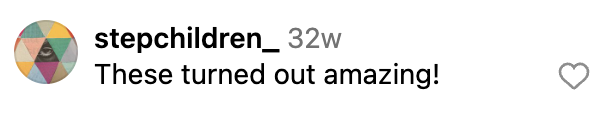 stepchildren_ 32w
These turned out amazing!